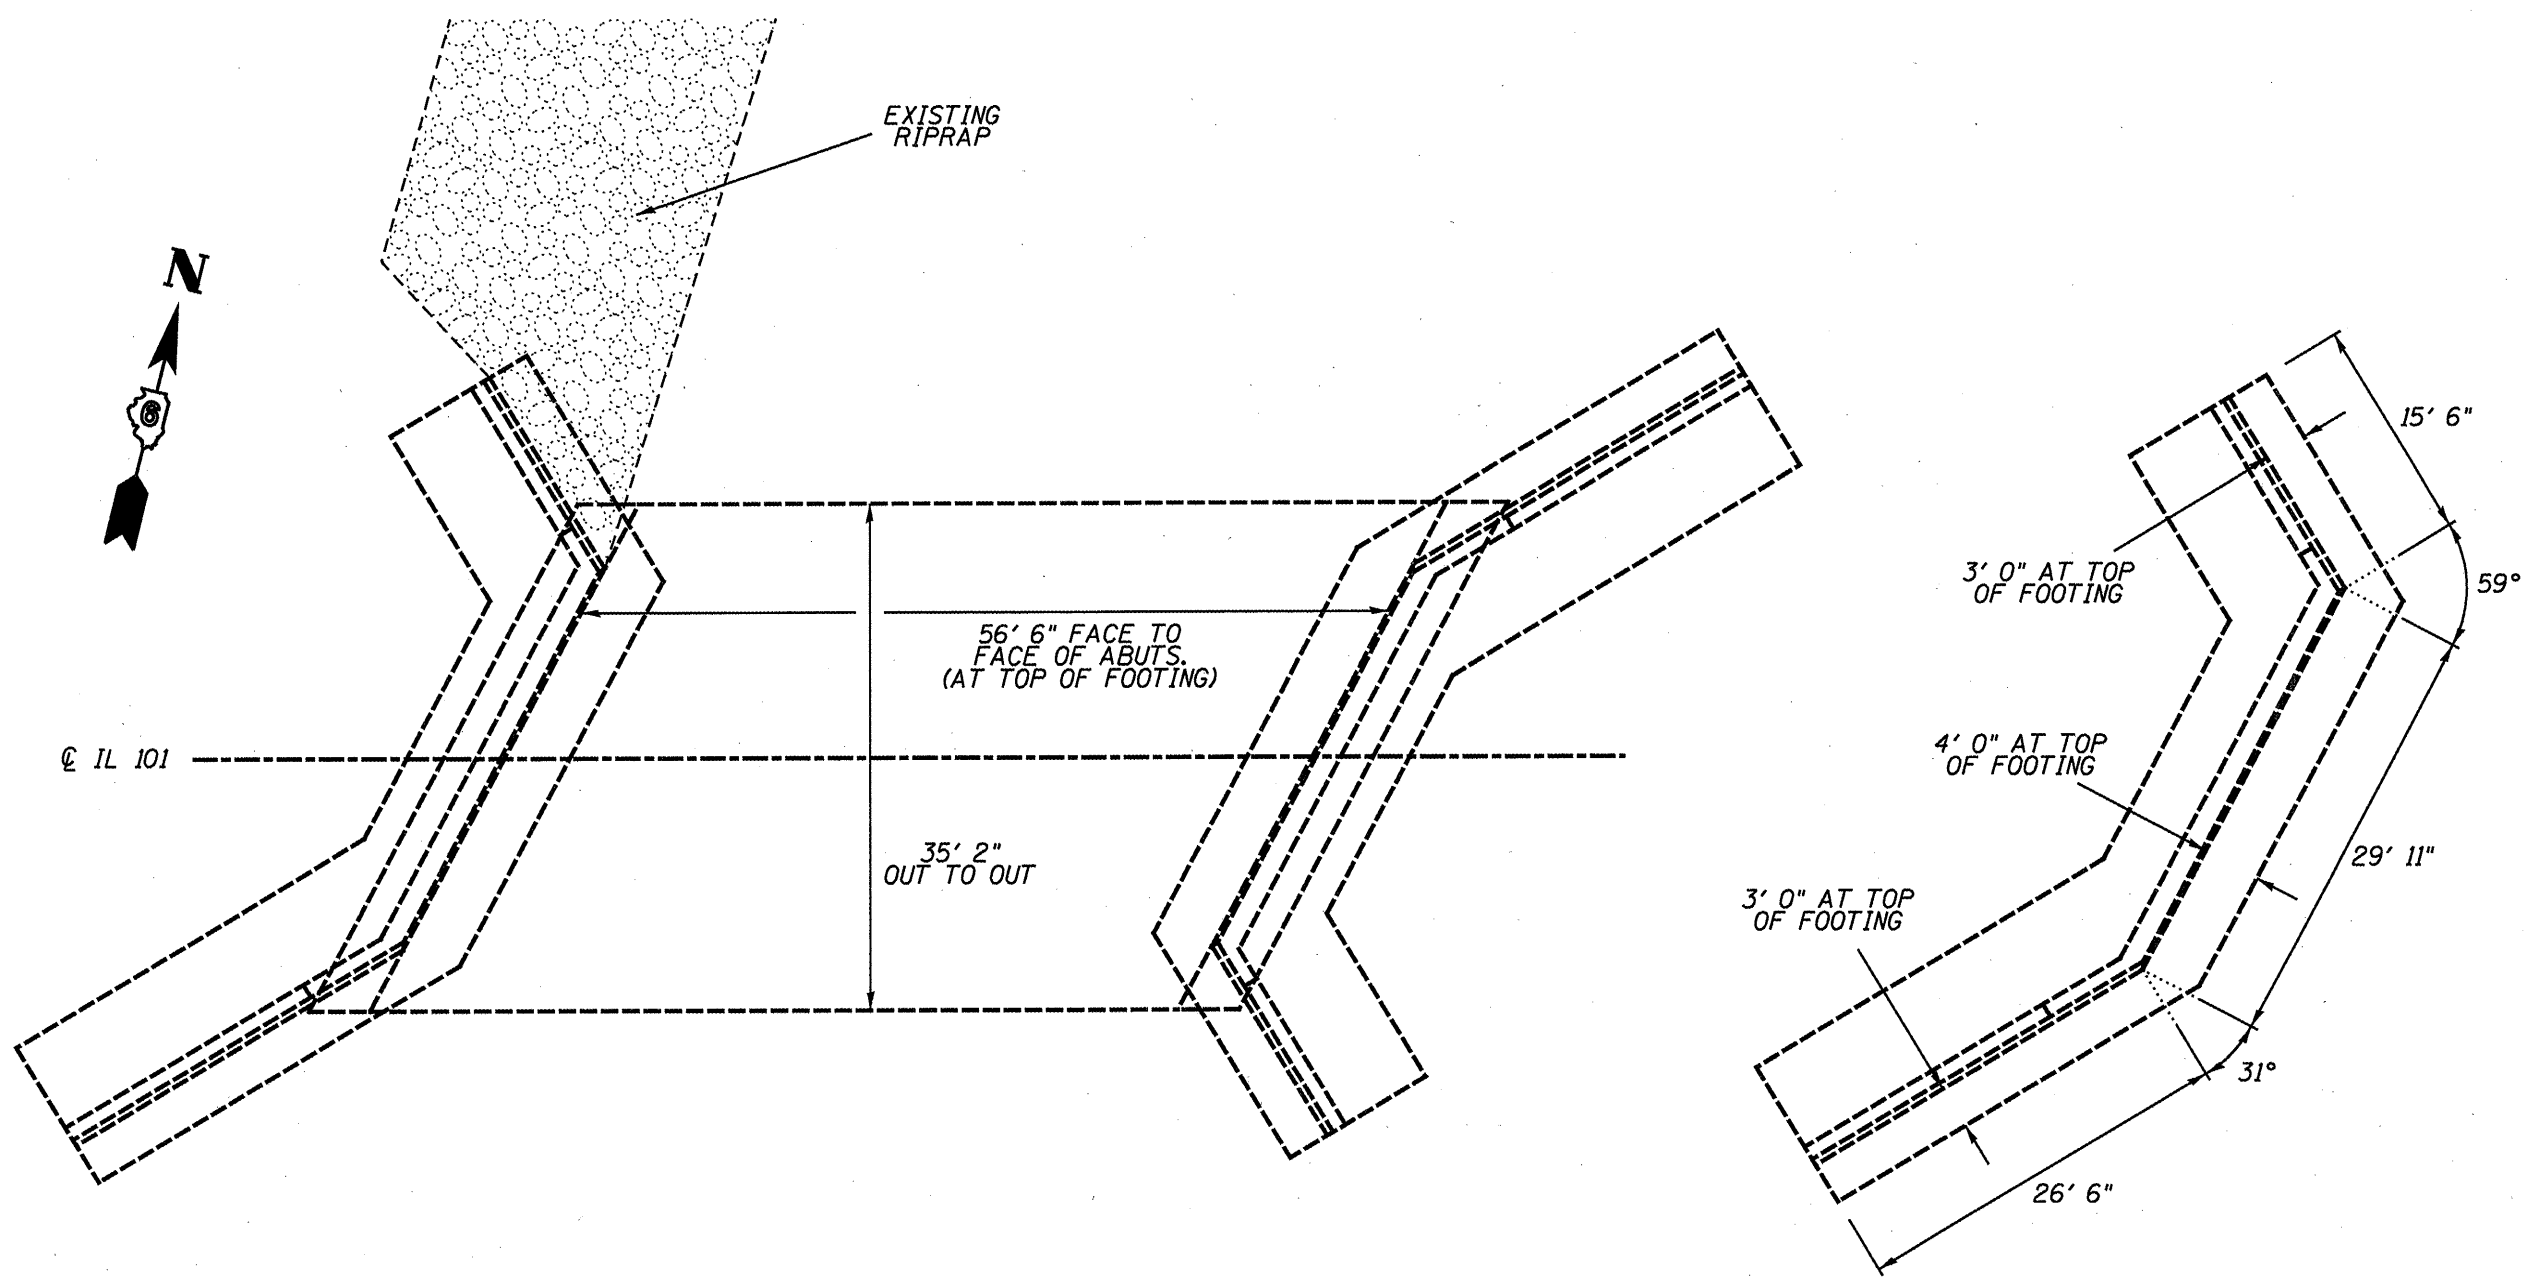 EXISTING
RIPRAP
N
6
56' 6" FACE TO
FACE OF ABUTS.
(AT TOP OF FOOTING)
℄ IL 101
35' 2"
OUT TO OUT
15' 6"
3' 0" AT TOP
OF FOOTING
59°
4' 0" AT TOP
OF FOOTING
29' 11"
3' 0" AT TOP
OF FOOTING
31°
26' 6"